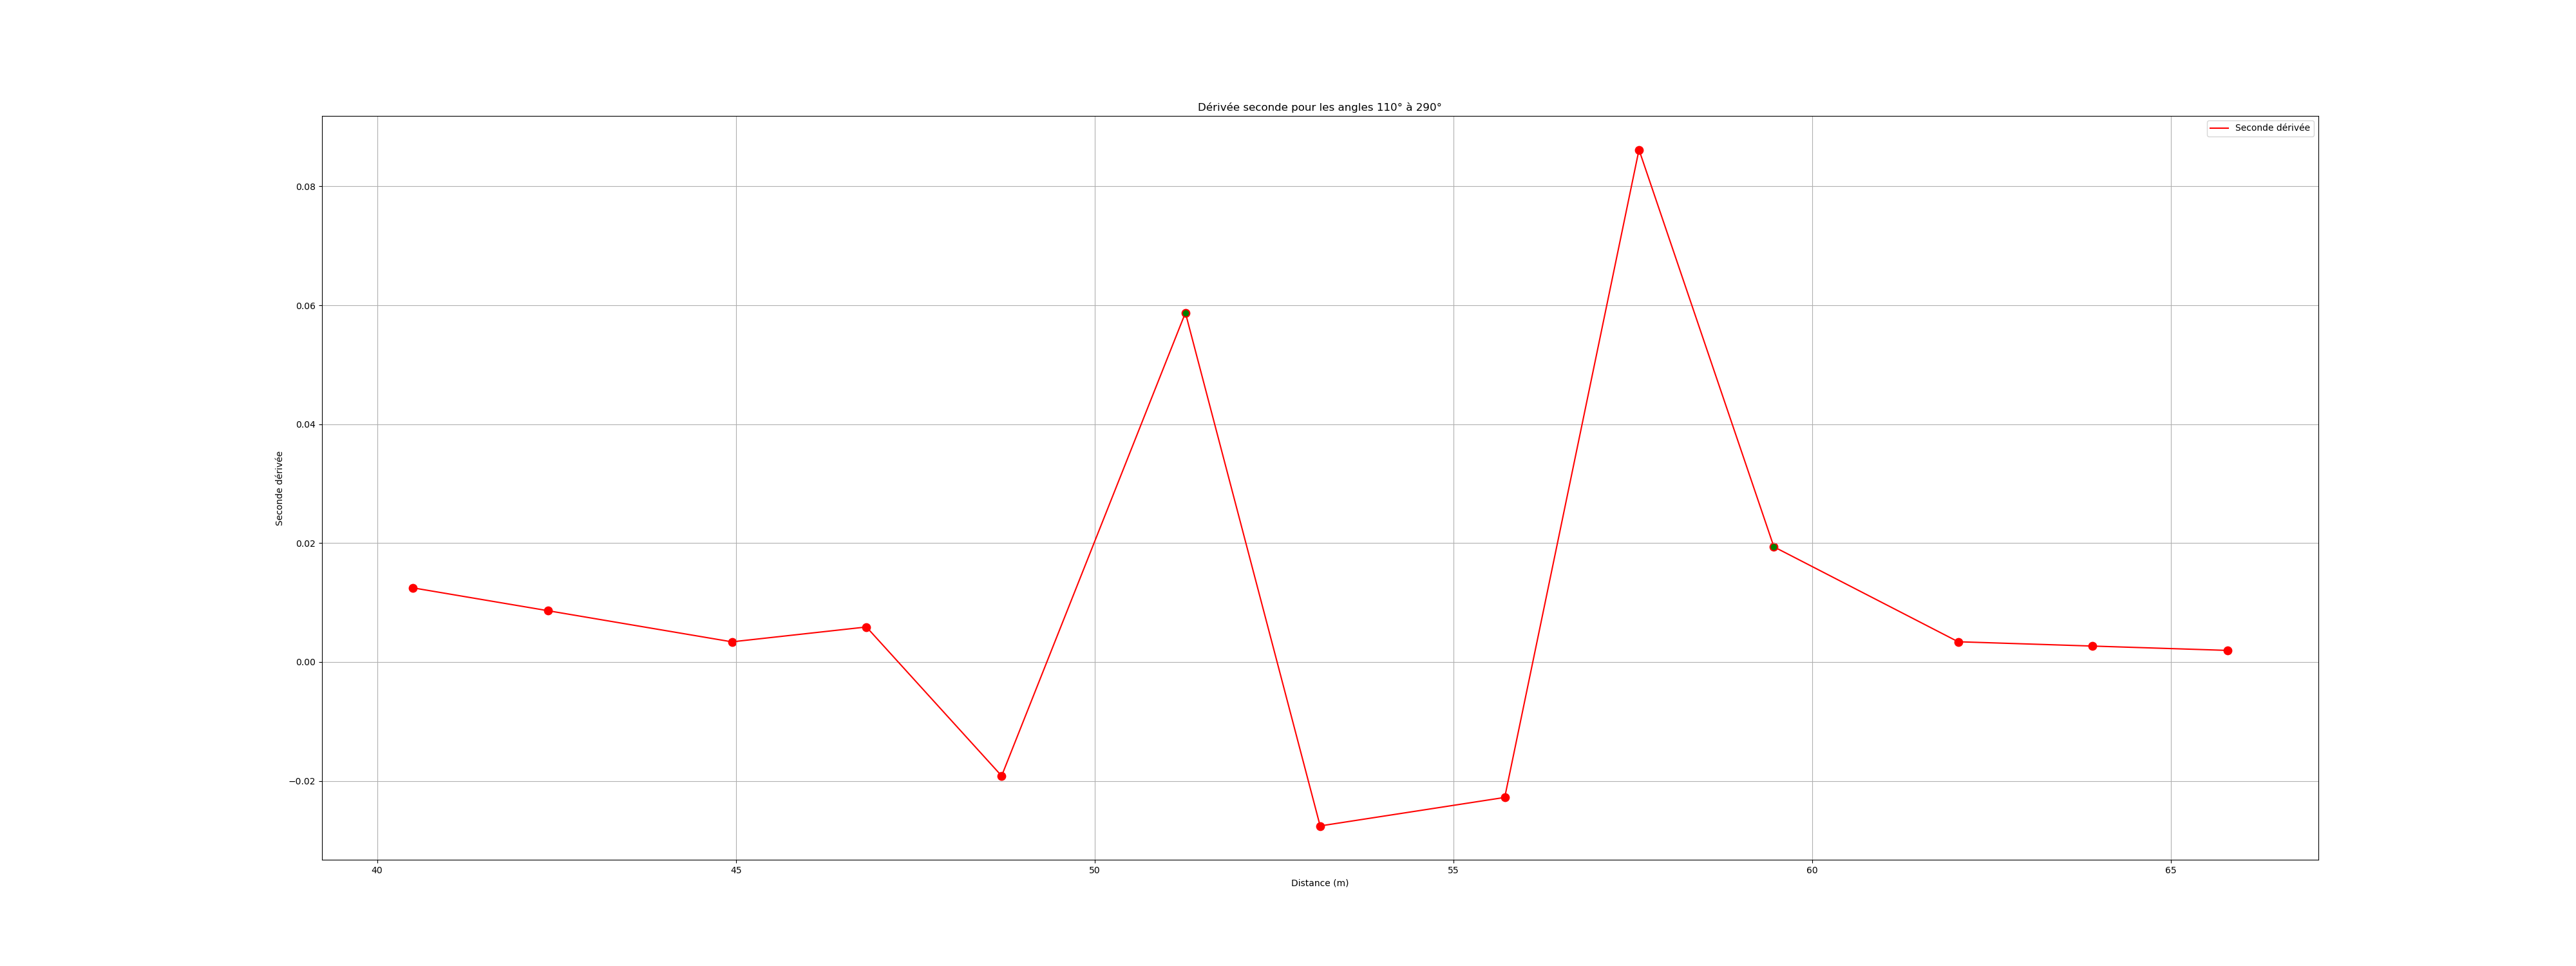 Dérivée seconde pour les angles 110° à 290°
Seconde dérivée
0.08
0.06
0.04
0.02
0.00
−0.02
Seconde dérivée
40 45 50 55 60 65
Distance (m)